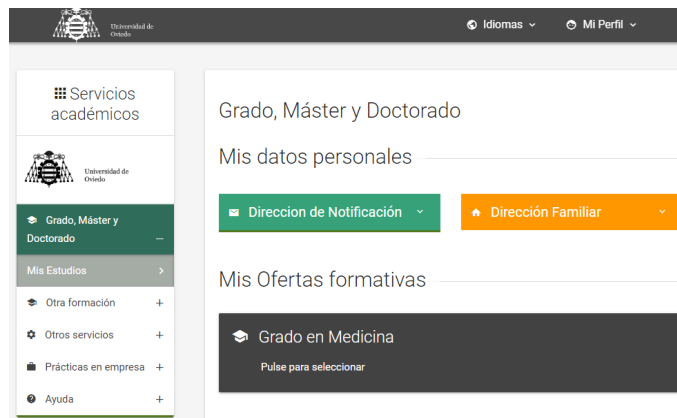 Universidad de
Oviedo
Idiomas
Mi Perfil
Servicios
académicos
Universidad de
Oviedo
Grado, Máster y
Doctorado
Mis Estudios
Otra formación
Otros servicios
Prácticas en empresa
Ayuda
Grado, Máster y Doctorado
Mis datos personales
Direccion de Notificación
Dirección Familiar
Mis Ofertas formativas
Grado en Medicina
Pulse para seleccionar